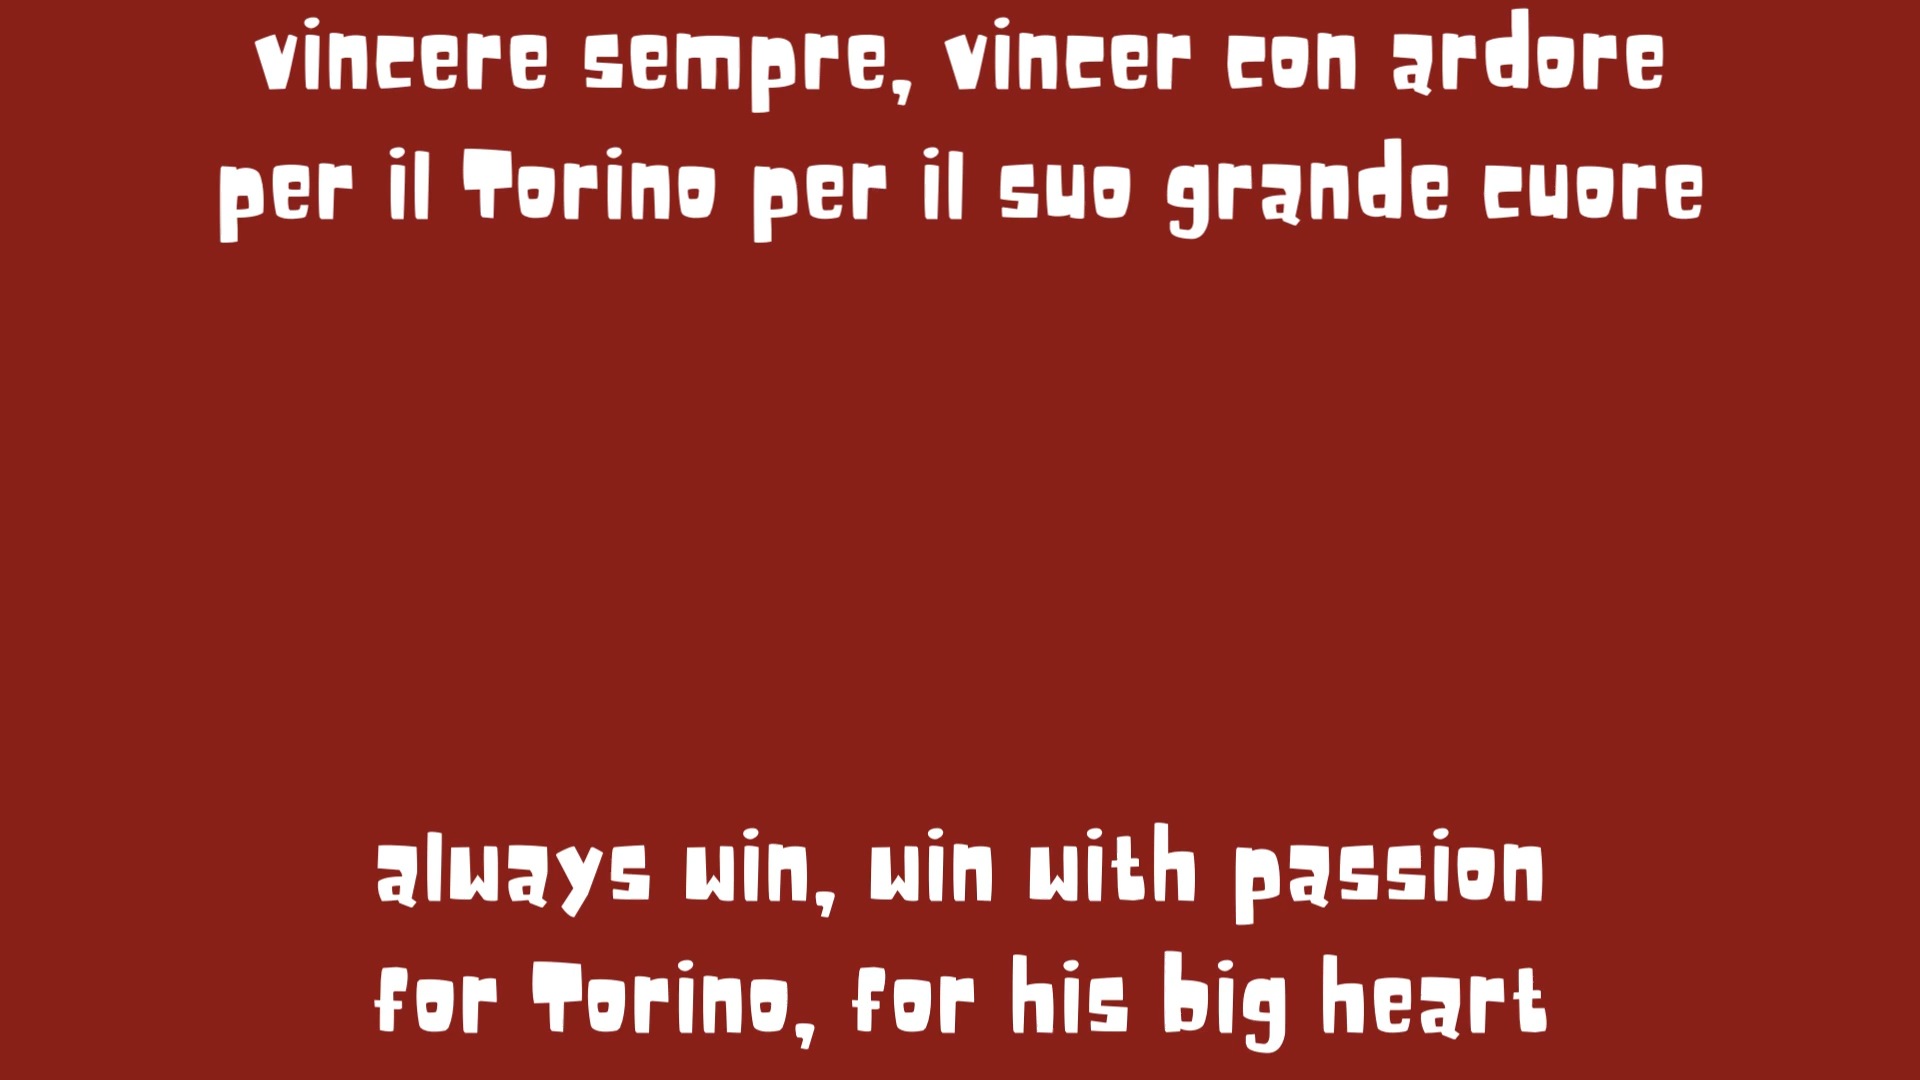 vincere sempre, vincer con ardore
per il Torino per il suo grande cuore
always win, win with passion
for Torino, for his big heart